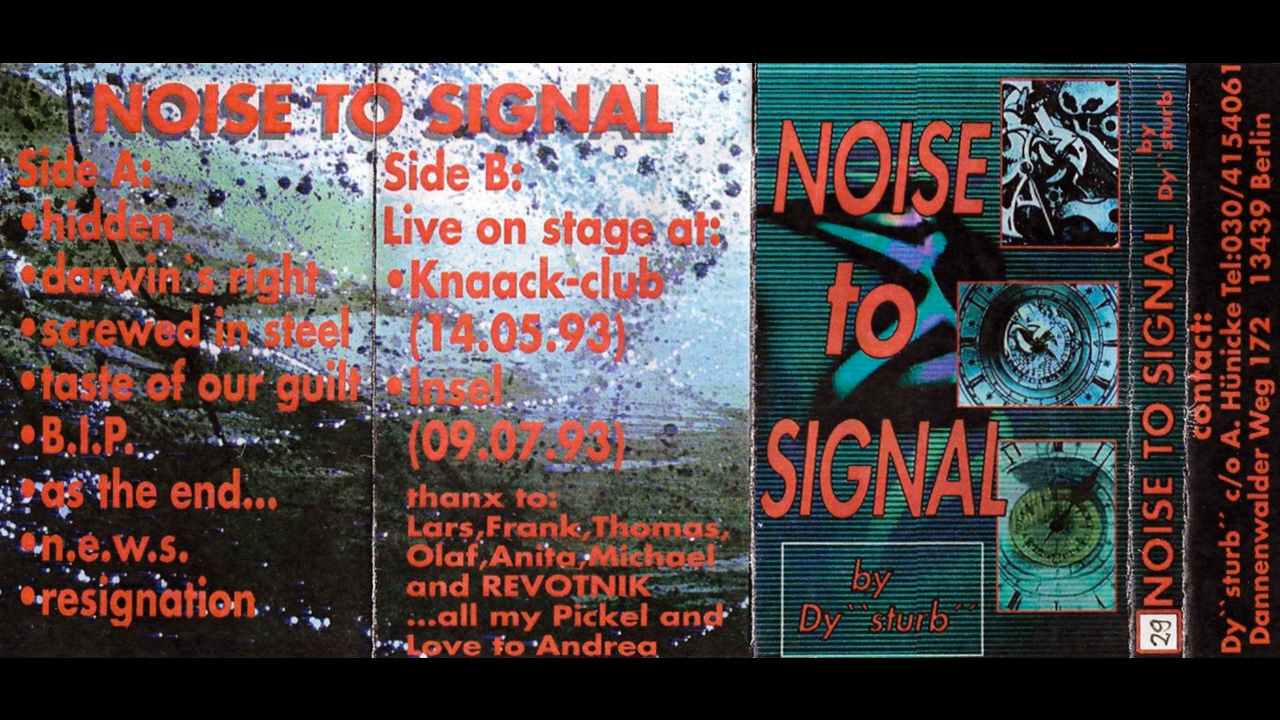 NOISE TO SIGNAL
Side A:
•hidden
•darwin`s right
•screwed in steel
•taste of our guilt
•B.I.P.
•as the end...
•n.e.w.s.
•resignation
Side B:
Live on stage at:
•Knaack-club
(14.05.93)
•Insel
(09.07.93)
thanx to:
Lars,Frank,Thomas,
Olaf,Anita,Michael
and REVOTNIK
...all my Pickel and
Love to Andrea
NOISE
to
SIGNAL
by
Dy``sturb´´
29
NOISE TO SIGNAL
by
Dy``sturb´´
contact:
Dy``sturb´´ c/o A. Hünicke Tel:030/4154061
Dannenwalder Weg 172 13439 Berlin